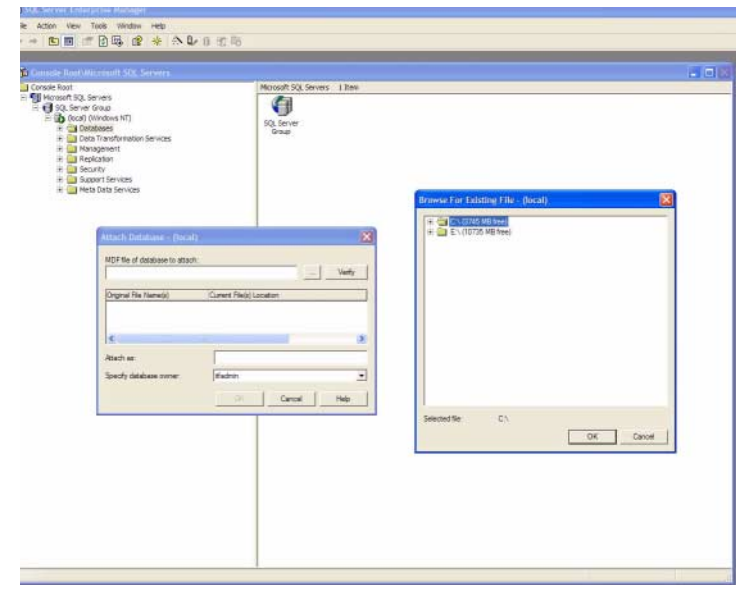 SQL Server Enterprise Manager
Action View Tools Window Help
Console Root\Microsoft SQL Servers
Console Root
Microsoft SQL Servers
SQL Server Group
(local) (Windows NT)
Databases
Data Transformation Services
Management
Replication
Security
Support Services
Meta Data Services
Microsoft SQL Servers 1 Item
SQL Server
Group
Attach Database - (local)
MDF file of database to attach:
... Verify
Original File Name(s) Current File(s) Location
Attach as:
Specify database owner:
OK Cancel Help
Browse For Existing File - (local)
C:\ (3745 MB free)
E:\ (10735 MB free)
Selected file: C:\
OK Cancel